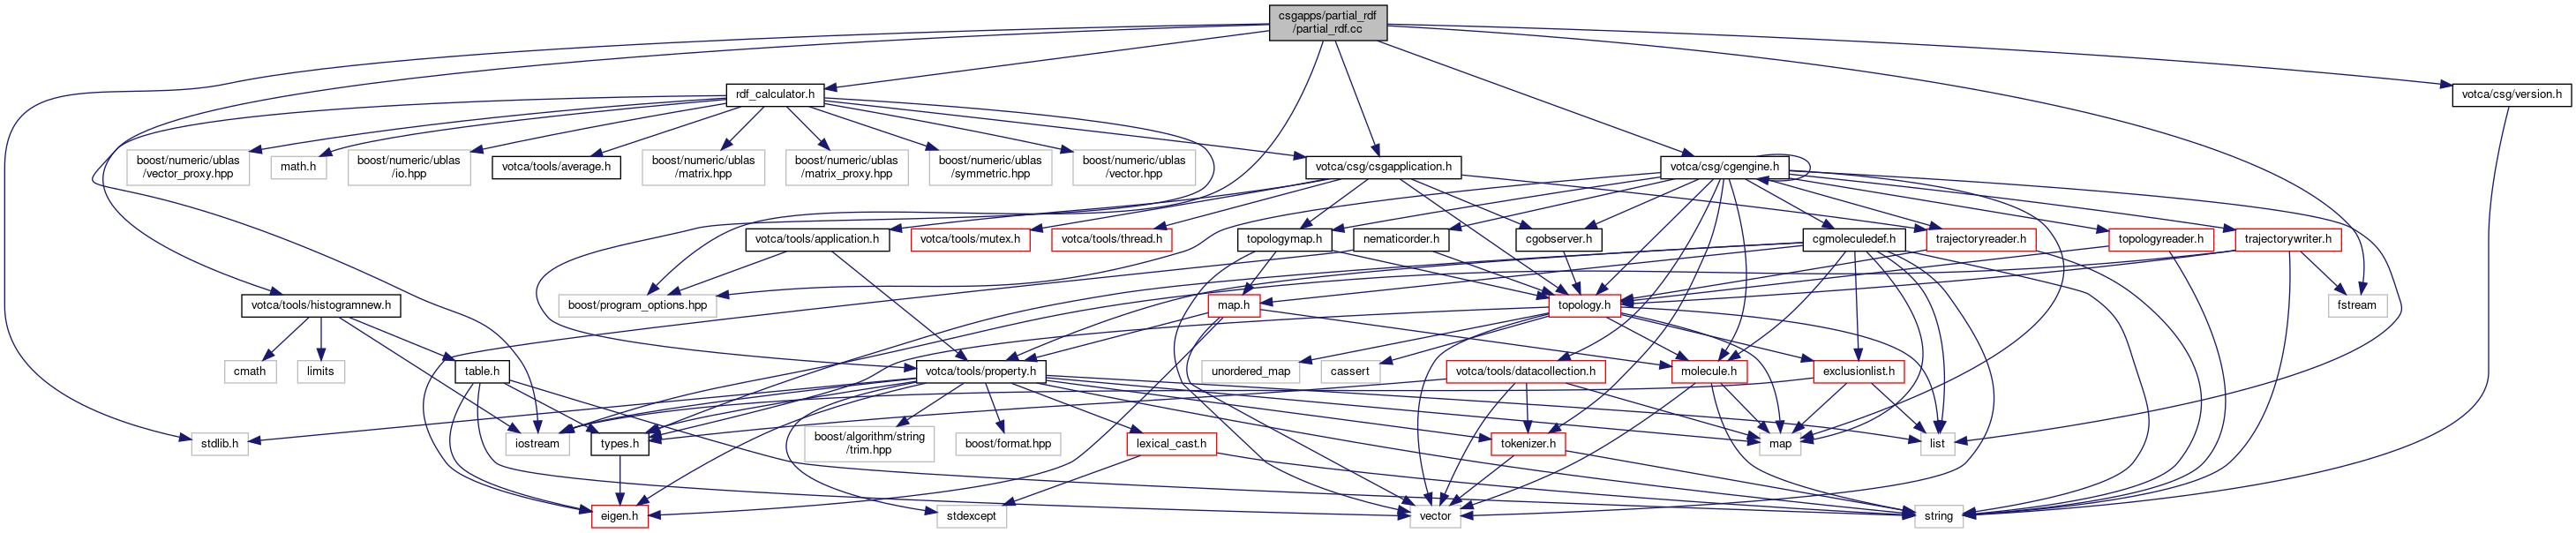 csgapps/partial_rdf
/partial_rdf.cc
rdf_calculator.h
votca/csg/version.h
boost/numeric/ublas
/vector_proxy.hpp
math.h
boost/numeric/ublas
/io.hpp
votca/tools/average.h
boost/numeric/ublas
/matrix.hpp
boost/numeric/ublas
/matrix_proxy.hpp
boost/numeric/ublas
/symmetric.hpp
boost/numeric/ublas
/vector.hpp
votca/csg/csgapplication.h
votca/csg/cgengine.h
votca/tools/application.h
votca/tools/mutex.h
votca/tools/thread.h
topologymap.h
nematicorder.h
cgobserver.h
cgmoleculedef.h
trajectoryreader.h
topologyreader.h
trajectorywriter.h
votca/tools/histogramnew.h
boost/program_options.hpp
map.h
topology.h
fstream
cmath
limits
table.h
votca/tools/property.h
unordered_map
cassert
votca/tools/datacollection.h
molecule.h
exclusionlist.h
stdlib.h
iostream
types.h
boost/algorithm/string
/trim.hpp
boost/format.hpp
lexical_cast.h
tokenizer.h
map
list
eigen.h
stdexcept
vector
string